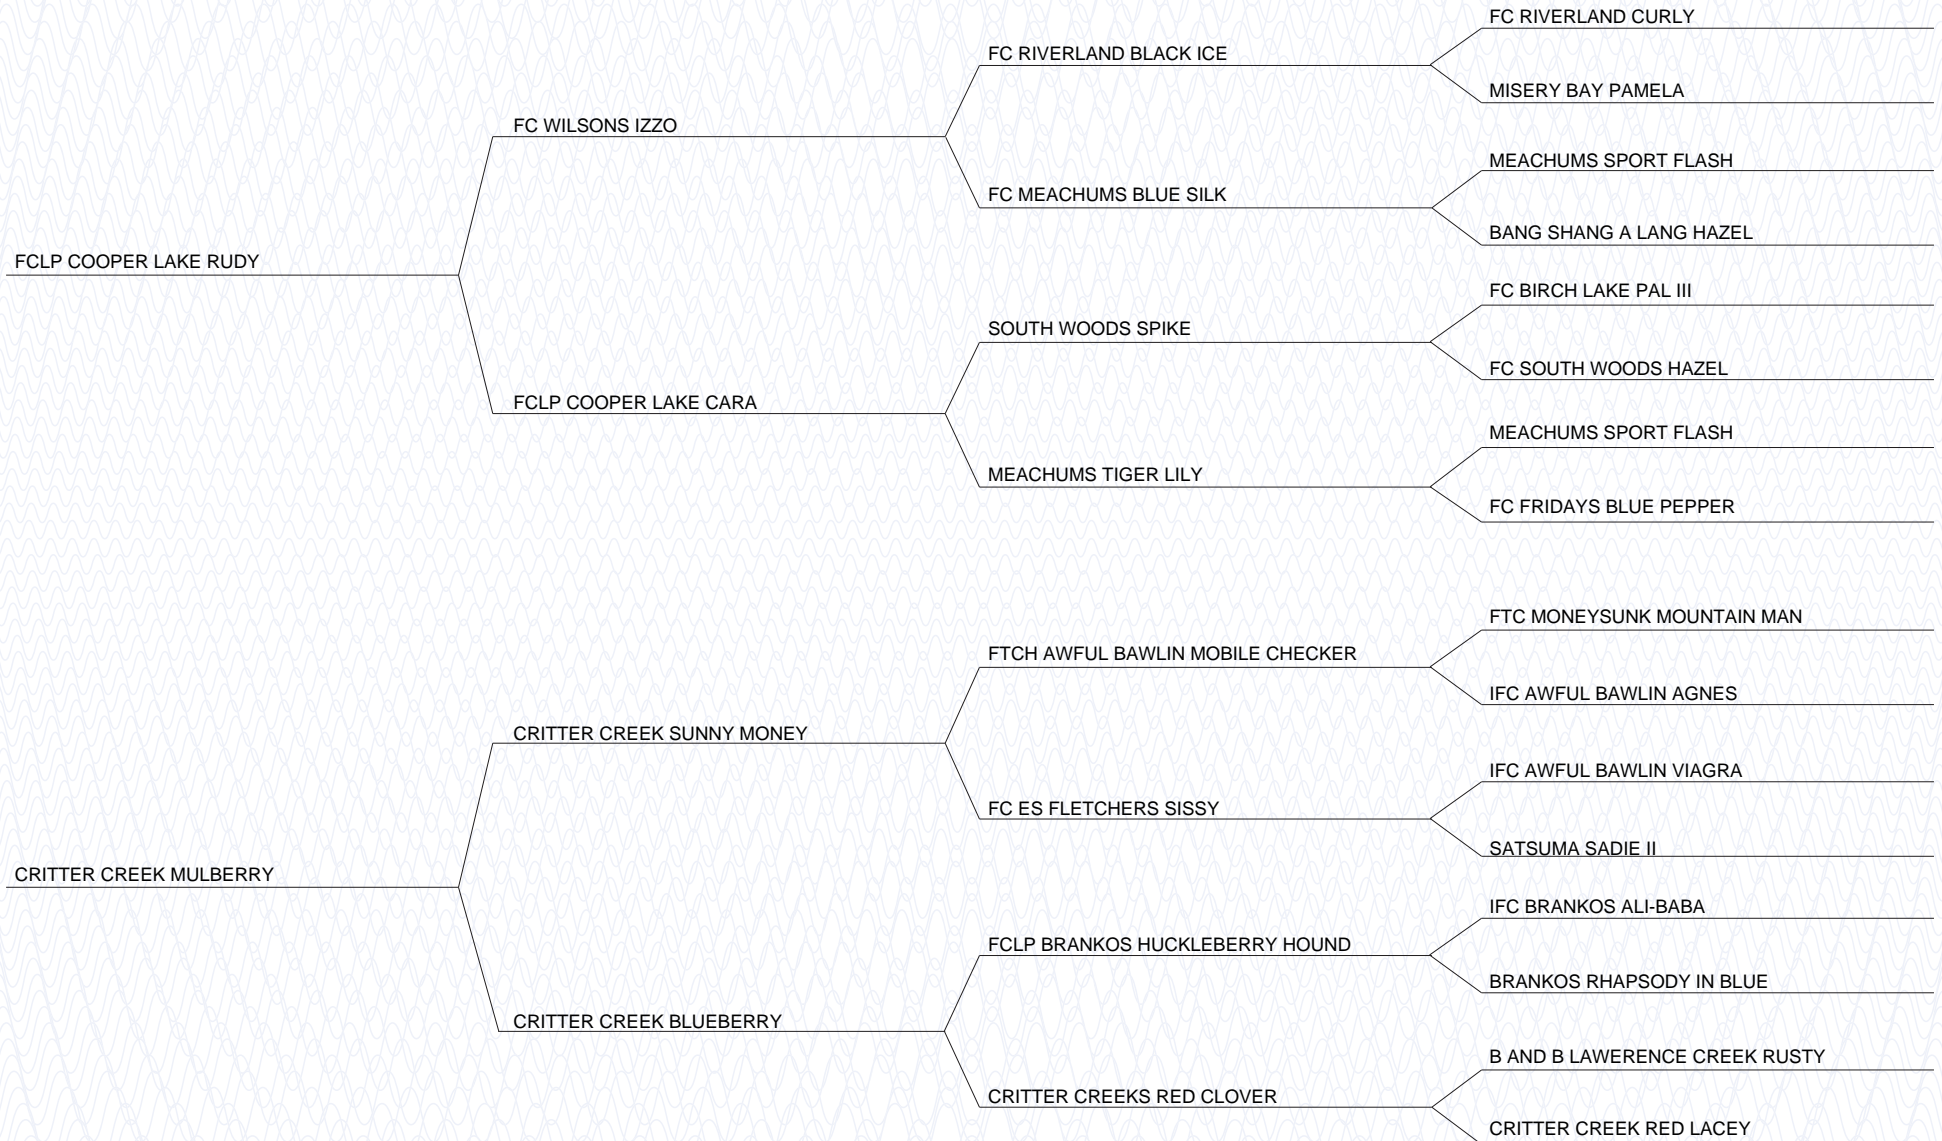 FC RIVERLAND CURLY
FC RIVERLAND BLACK ICE
MISERY BAY PAMELA
FC WILSONS IZZO
MEACHUMS SPORT FLASH
FC MEACHUMS BLUE SILK
BANG SHANG A LANG HAZEL
FCLP COOPER LAKE RUDY
FC BIRCH LAKE PAL III
SOUTH WOODS SPIKE
FC SOUTH WOODS HAZEL
FCLP COOPER LAKE CARA
MEACHUMS SPORT FLASH
MEACHUMS TIGER LILY
FC FRIDAYS BLUE PEPPER
FTC MONEYSUNK MOUNTAIN MAN
FTCH AWFUL BAWLIN MOBILE CHECKER
IFC AWFUL BAWLIN AGNES
CRITTER CREEK SUNNY MONEY
IFC AWFUL BAWLIN VIAGRA
FC ES FLETCHERS SISSY
SATSUMA SADIE II
CRITTER CREEK MULBERRY
IFC BRANKOS ALI-BABA
FCLP BRANKOS HUCKLEBERRY HOUND
BRANKOS RHAPSODY IN BLUE
CRITTER CREEK BLUEBERRY
B AND B LAWERENCE CREEK RUSTY
CRITTER CREEKS RED CLOVER
CRITTER CREEK RED LACEY